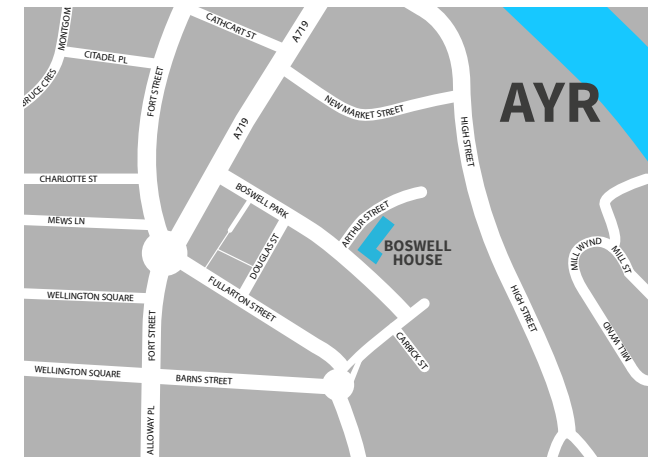 MONTGOM
CATHCART ST
A719
CITADEL PL
BRUCE CRES
FORT STREET
AYR
NEW MARKET STREET
A719
HIGH STREET
CHARLOTTE ST
BOSWELL PARK
MEWS LN
ARTHUR STREET
DOUGLAS ST
BOSWELL
HOUSE
MILL WYND
MILL ST
FULLARTON STREET
WELLINGTON SQUARE
HIGH STREET
FORT STREET
CARRICK ST
MILL WYND
WELLINGTON SQUARE
BARNS STREET
ALLOWAY PL